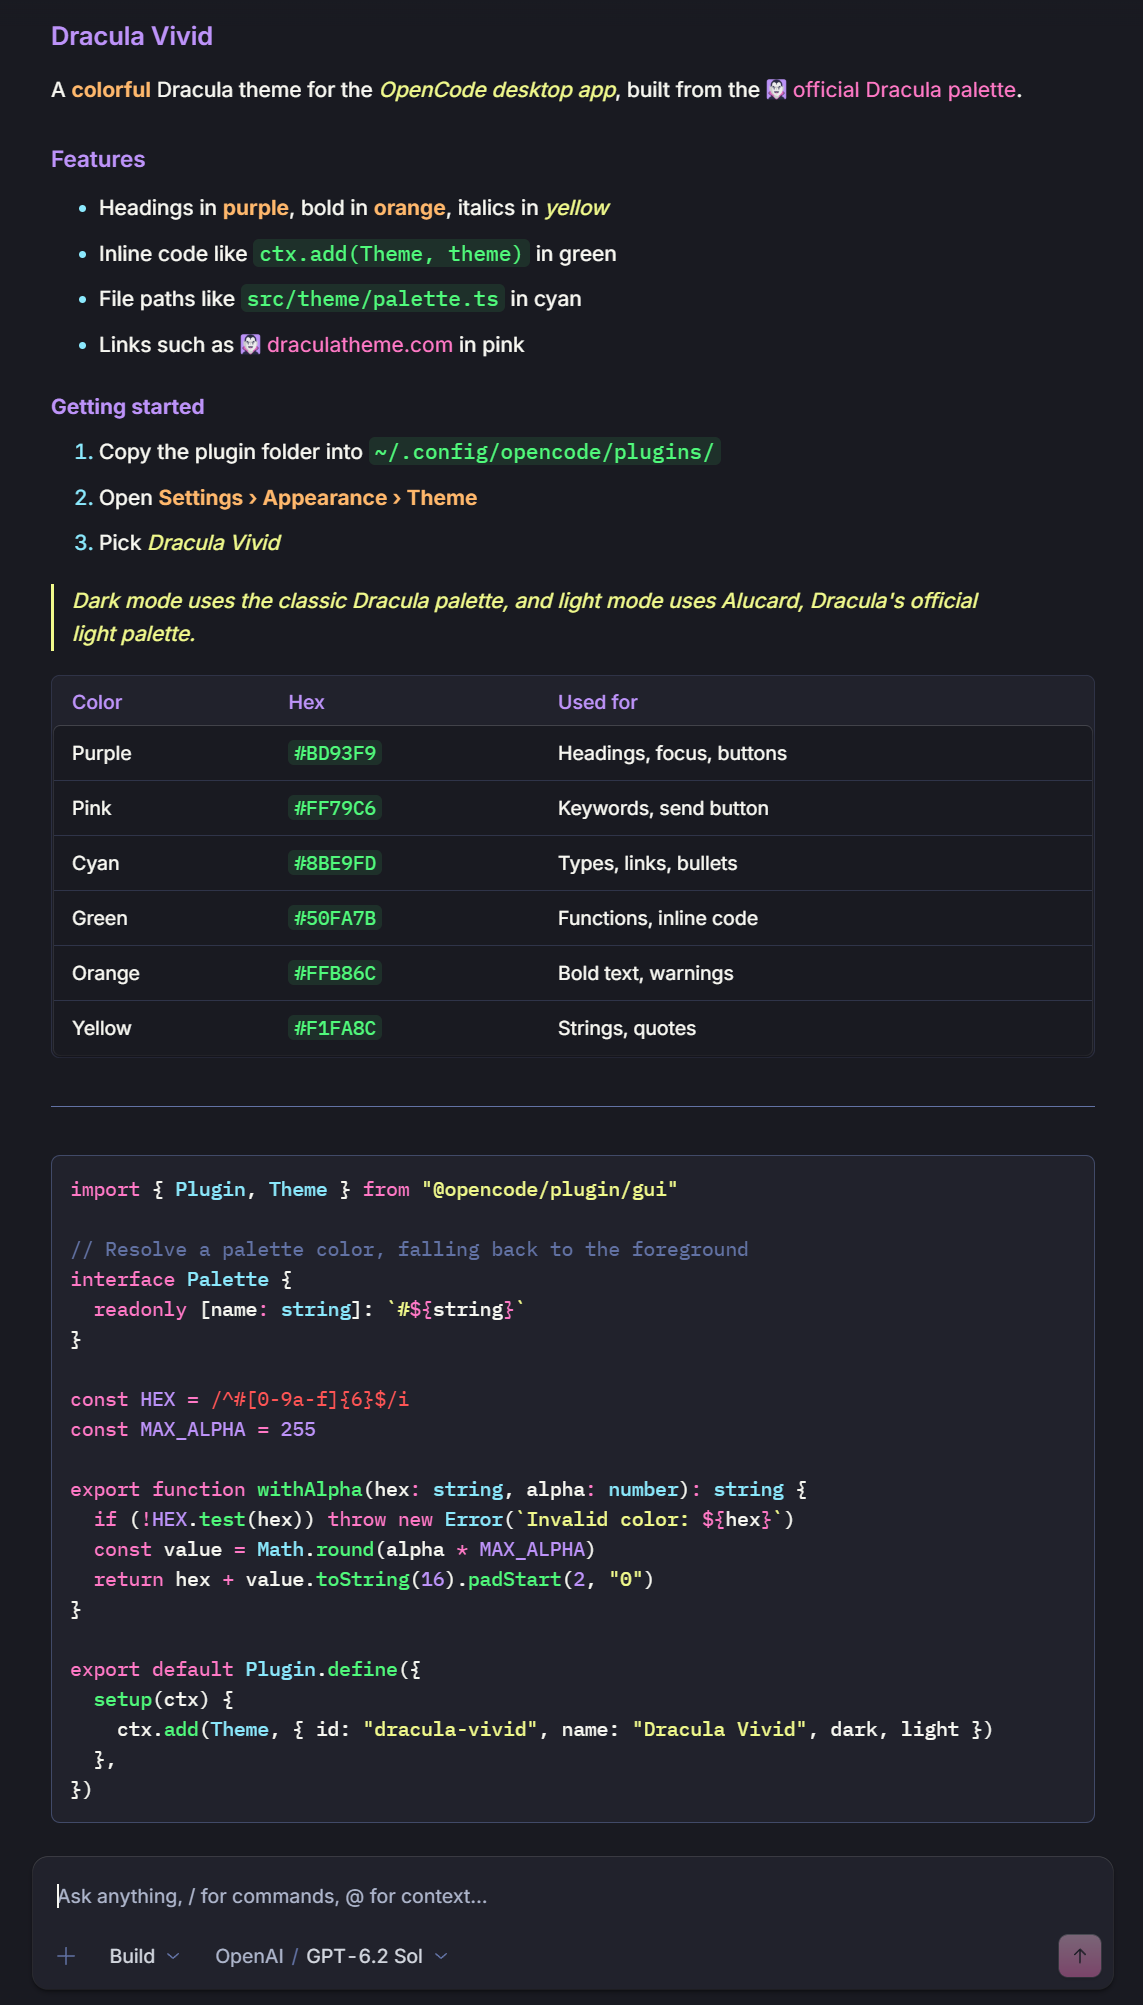 Dracula Vivid
A colorful Dracula theme for the OpenCode desktop app, built from the official Dracula palette.
Features
• Headings in purple, bold in orange, italics in yellow
• Inline code like ctx.add(Theme, theme) in green
• File paths like src/theme/palette.ts in cyan
• Links such as draculatheme.com in pink
Getting started
1. Copy the plugin folder into ~/.config/opencode/plugins/
2. Open Settings › Appearance › Theme
3. Pick Dracula Vivid
Dark mode uses the classic Dracula palette, and light mode uses Alucard, Dracula's official
light palette.
Color Hex Used for
Purple #BD93F9 Headings, focus, buttons
Pink #FF79C6 Keywords, send button
Cyan #8BE9FD Types, links, bullets
Green #50FA7B Functions, inline code
Orange #FFB86C Bold text, warnings
Yellow #F1FA8C Strings, quotes
import { Plugin, Theme } from "@opencode/plugin/gui"
// Resolve a palette color, falling back to the foreground
interface Palette {
  readonly [name: string]: `#${string}`
}
const HEX = /^#[0-9a-f]{6}$/i
const MAX_ALPHA = 255
export function withAlpha(hex: string, alpha: number): string {
  if (!HEX.test(hex)) throw new Error(`Invalid color: ${hex}`)
  const value = Math.round(alpha * MAX_ALPHA)
  return hex + value.toString(16).padStart(2, "0")
}
export default Plugin.define({
  setup(ctx) {
    ctx.add(Theme, { id: "dracula-vivid", name: "Dracula Vivid", dark, light })
  },
})
Ask anything, / for commands, @ for context...
Build OpenAI / GPT-6.2 Sol